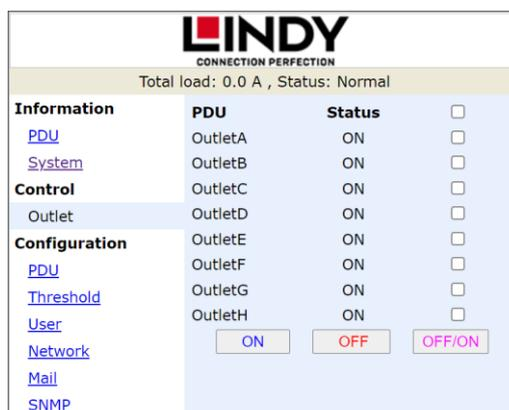 LINDY
CONNECTION PERFECTION
Total load: 0.0 A , Status: Normal
Information
PDU
System
Control
Outlet
Configuration
PDU
Threshold
User
Network
Mail
SNMP
PDU Status
OutletA ON
OutletB ON
OutletC ON
OutletD ON
OutletE ON
OutletF ON
OutletG ON
OutletH ON
ON OFF OFF/ON